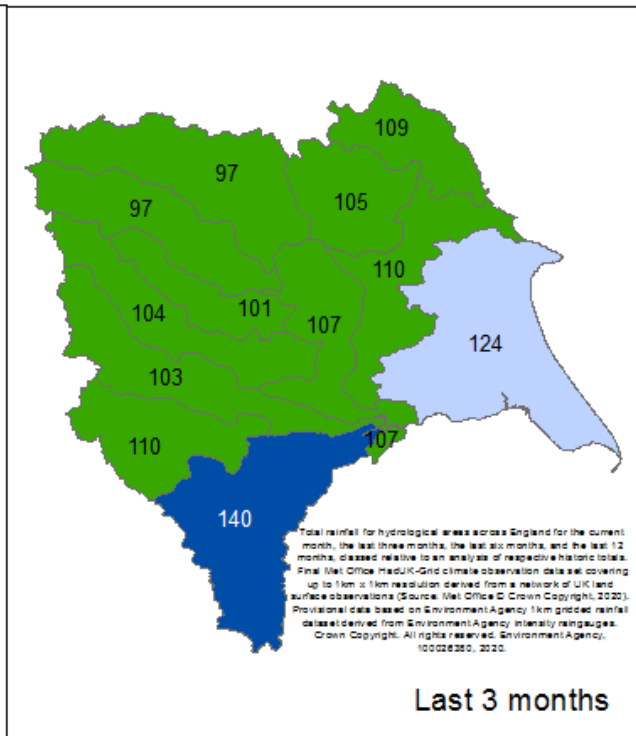 109
97
105
97
110
104
101
107
124
103
110
107
140
Total rainfall for hydrological areas across England for the current
month, the last three months, the last six months, and the last 12
months, classed relative to an analysis of respective historic totals.
Final Met Office HadUK-Grid climate observation data set covering
up to 1km x 1km resolution derived from a network of UK land
surface observations (Source: Met Office © Crown Copyright, 2020).
Provisional data based on Environment Agency 1km gridded rainfall
dataset derived from Environment Agency intensity raingauges.
Crown Copyright. All rights reserved. Environment Agency,
100026380, 2020.
Last 3 months